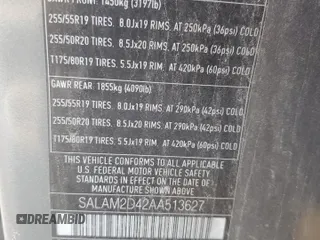 GAWR FRONT: 1450kg (3197lb)
255/55R19 TIRES. 8.0Jx19 RIMS. AT 250kPa (36psi) COLD
255/50R20 TIRES. 8.5Jx20 RIMS. AT 250kPa (36psi) COLD
T175/80R19 TIRES. 5.5Jx19 RIM. AT 420kPa (60psi) COLD
GAWR REAR: 1855kg (4090lb)
255/55R19 TIRES. 8.0Jx19 RIMS. AT 290kPa (42psi) COLD
255/50R20 TIRES. 8.5Jx20 RIMS. AT 290kPa (42psi) COLD
T175/80R19 TIRES. 5.5Jx19 RIM. AT 420kPa (60psi) COLD
THIS VEHICLE CONFORMS TO ALL APPLICABLE
U.S. FEDERAL MOTOR VEHICLE SAFETY
STANDARDS IN EFFECT ON THE DATE OF
SALAM2D42AA513627